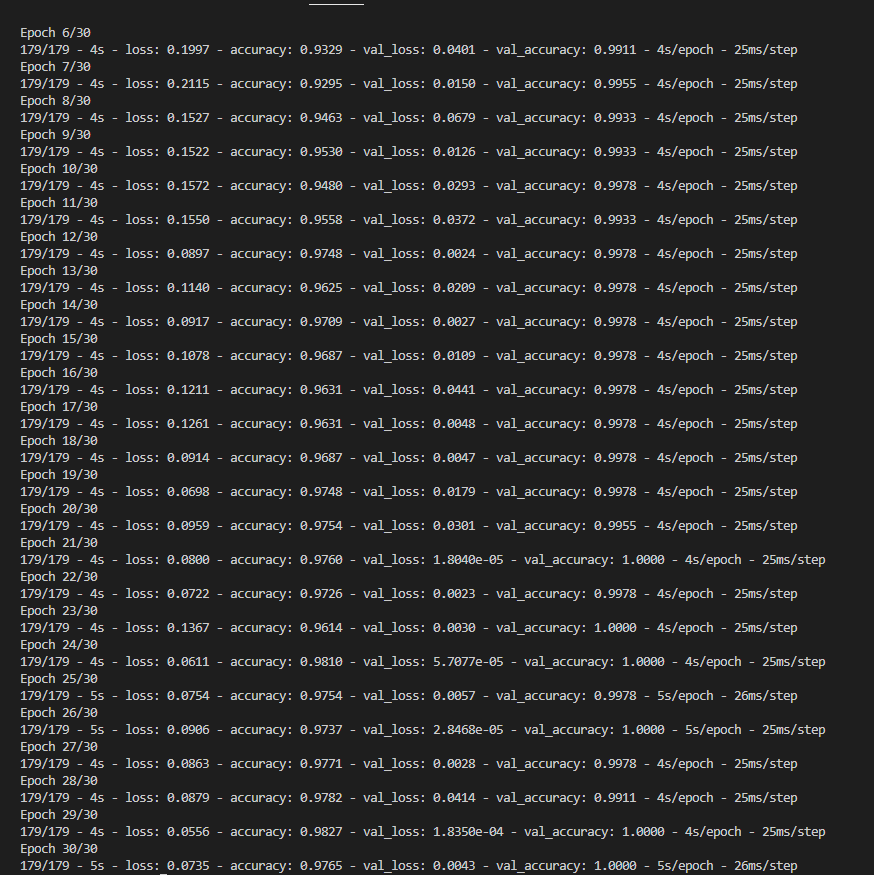 Epoch 6/30
179/179 - 4s - loss: 0.1997 - accuracy: 0.9329 - val_loss: 0.0401 - val_accuracy: 0.9911 - 4s/epoch - 25ms/step
Epoch 7/30
179/179 - 4s - loss: 0.2115 - accuracy: 0.9295 - val_loss: 0.0150 - val_accuracy: 0.9955 - 4s/epoch - 25ms/step
Epoch 8/30
179/179 - 4s - loss: 0.1527 - accuracy: 0.9463 - val_loss: 0.0679 - val_accuracy: 0.9933 - 4s/epoch - 25ms/step
Epoch 9/30
179/179 - 4s - loss: 0.1522 - accuracy: 0.9530 - val_loss: 0.0126 - val_accuracy: 0.9933 - 4s/epoch - 25ms/step
Epoch 10/30
179/179 - 4s - loss: 0.1572 - accuracy: 0.9480 - val_loss: 0.0293 - val_accuracy: 0.9978 - 4s/epoch - 25ms/step
Epoch 11/30
179/179 - 4s - loss: 0.1550 - accuracy: 0.9558 - val_loss: 0.0372 - val_accuracy: 0.9933 - 4s/epoch - 25ms/step
Epoch 12/30
179/179 - 4s - loss: 0.0897 - accuracy: 0.9748 - val_loss: 0.0024 - val_accuracy: 0.9978 - 4s/epoch - 25ms/step
Epoch 13/30
179/179 - 4s - loss: 0.1140 - accuracy: 0.9625 - val_loss: 0.0209 - val_accuracy: 0.9978 - 4s/epoch - 25ms/step
Epoch 14/30
179/179 - 4s - loss: 0.0917 - accuracy: 0.9709 - val_loss: 0.0027 - val_accuracy: 0.9978 - 4s/epoch - 25ms/step
Epoch 15/30
179/179 - 4s - loss: 0.1078 - accuracy: 0.9687 - val_loss: 0.0109 - val_accuracy: 0.9978 - 4s/epoch - 25ms/step
Epoch 16/30
179/179 - 4s - loss: 0.1211 - accuracy: 0.9631 - val_loss: 0.0441 - val_accuracy: 0.9978 - 4s/epoch - 25ms/step
Epoch 17/30
179/179 - 4s - loss: 0.1261 - accuracy: 0.9631 - val_loss: 0.0048 - val_accuracy: 0.9978 - 4s/epoch - 25ms/step
Epoch 18/30
179/179 - 4s - loss: 0.0914 - accuracy: 0.9687 - val_loss: 0.0047 - val_accuracy: 0.9978 - 4s/epoch - 25ms/step
Epoch 19/30
179/179 - 4s - loss: 0.0698 - accuracy: 0.9748 - val_loss: 0.0179 - val_accuracy: 0.9978 - 4s/epoch - 25ms/step
Epoch 20/30
179/179 - 4s - loss: 0.0959 - accuracy: 0.9754 - val_loss: 0.0301 - val_accuracy: 0.9955 - 4s/epoch - 25ms/step
Epoch 21/30
179/179 - 4s - loss: 0.0800 - accuracy: 0.9760 - val_loss: 1.8040e-05 - val_accuracy: 1.0000 - 4s/epoch - 25ms/step
Epoch 22/30
179/179 - 4s - loss: 0.0722 - accuracy: 0.9726 - val_loss: 0.0023 - val_accuracy: 0.9978 - 4s/epoch - 25ms/step
Epoch 23/30
179/179 - 4s - loss: 0.1367 - accuracy: 0.9614 - val_loss: 0.0030 - val_accuracy: 1.0000 - 4s/epoch - 25ms/step
Epoch 24/30
179/179 - 4s - loss: 0.0611 - accuracy: 0.9810 - val_loss: 5.7077e-05 - val_accuracy: 1.0000 - 4s/epoch - 25ms/step
Epoch 25/30
179/179 - 5s - loss: 0.0754 - accuracy: 0.9754 - val_loss: 0.0057 - val_accuracy: 0.9978 - 5s/epoch - 26ms/step
Epoch 26/30
179/179 - 5s - loss: 0.0906 - accuracy: 0.9737 - val_loss: 2.8468e-05 - val_accuracy: 1.0000 - 5s/epoch - 25ms/step
Epoch 27/30
179/179 - 4s - loss: 0.0863 - accuracy: 0.9771 - val_loss: 0.0028 - val_accuracy: 0.9978 - 4s/epoch - 25ms/step
Epoch 28/30
179/179 - 4s - loss: 0.0879 - accuracy: 0.9782 - val_loss: 0.0414 - val_accuracy: 0.9911 - 4s/epoch - 25ms/step
Epoch 29/30
179/179 - 4s - loss: 0.0556 - accuracy: 0.9827 - val_loss: 1.8350e-04 - val_accuracy: 1.0000 - 4s/epoch - 25ms/step
Epoch 30/30
179/179 - 5s - loss: 0.0735 - accuracy: 0.9765 - val_loss: 0.0043 - val_accuracy: 1.0000 - 5s/epoch - 26ms/step